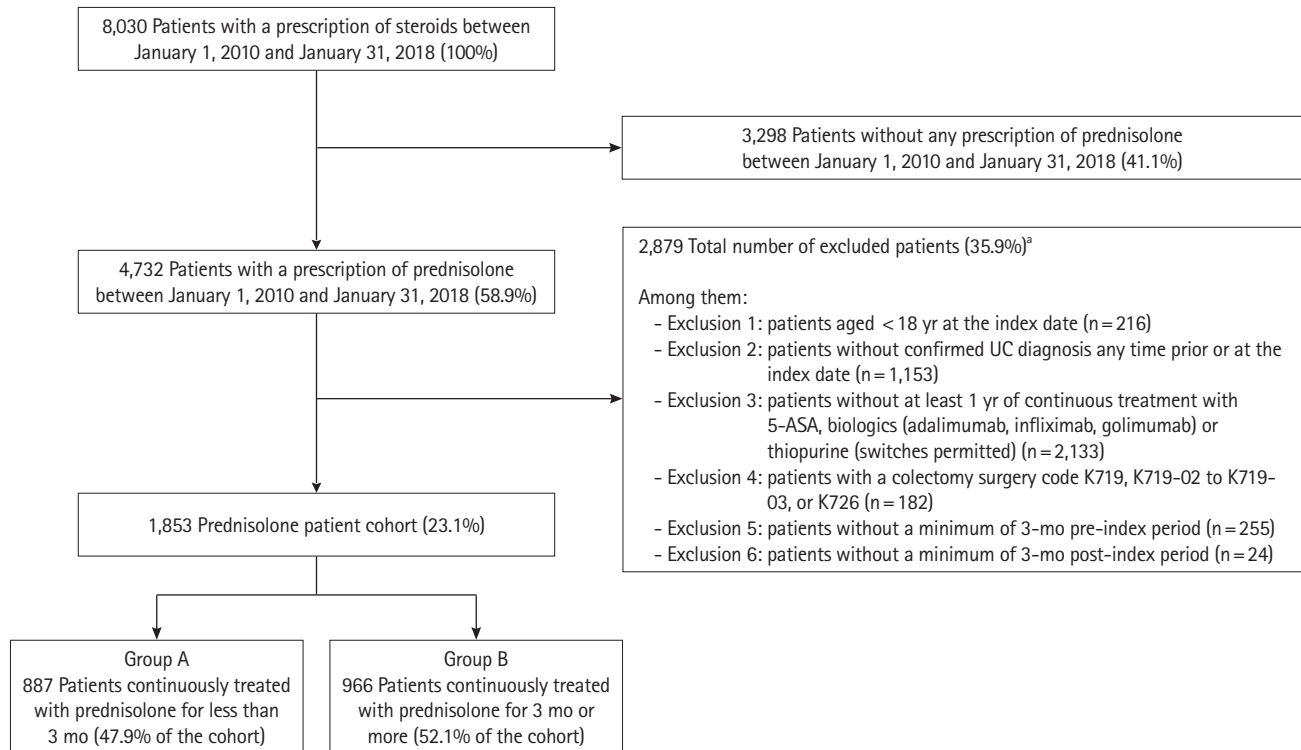 8,030 Patients with a prescription of steroids between
January 1, 2010 and January 31, 2018 (100%)
3,298 Patients without any prescription of prednisolone
between January 1, 2010 and January 31, 2018 (41.1%)
4,732 Patients with a prescription of prednisolone
between January 1, 2010 and January 31, 2018 (58.9%)
2,879 Total number of excluded patients (35.9%)ª
Among them:
- Exclusion 1: patients aged < 18 yr at the index date (n=216)
- Exclusion 2: patients without confirmed UC diagnosis any time prior or at the
index date (n=1,153)
- Exclusion 3: patients without at least 1 yr of continuous treatment with
5-ASA, biologics (adalimumab, infliximab, golimumab) or
thiopurine (switches permitted) (n=2,133)
- Exclusion 4: patients with a colectomy surgery code K719, K719-02 to K719-
03, or K726 (n=182)
- Exclusion 5: patients without a minimum of 3-mo pre-index period (n=255)
- Exclusion 6: patients without a minimum of 3-mo post-index period (n=24)
1,853 Prednisolone patient cohort (23.1%)
Group A
887 Patients continuously treated
with prednisolone for less than
3 mo (47.9% of the cohort)
Group B
966 Patients continuously treated
with prednisolone for 3 mo or
more (52.1% of the cohort)